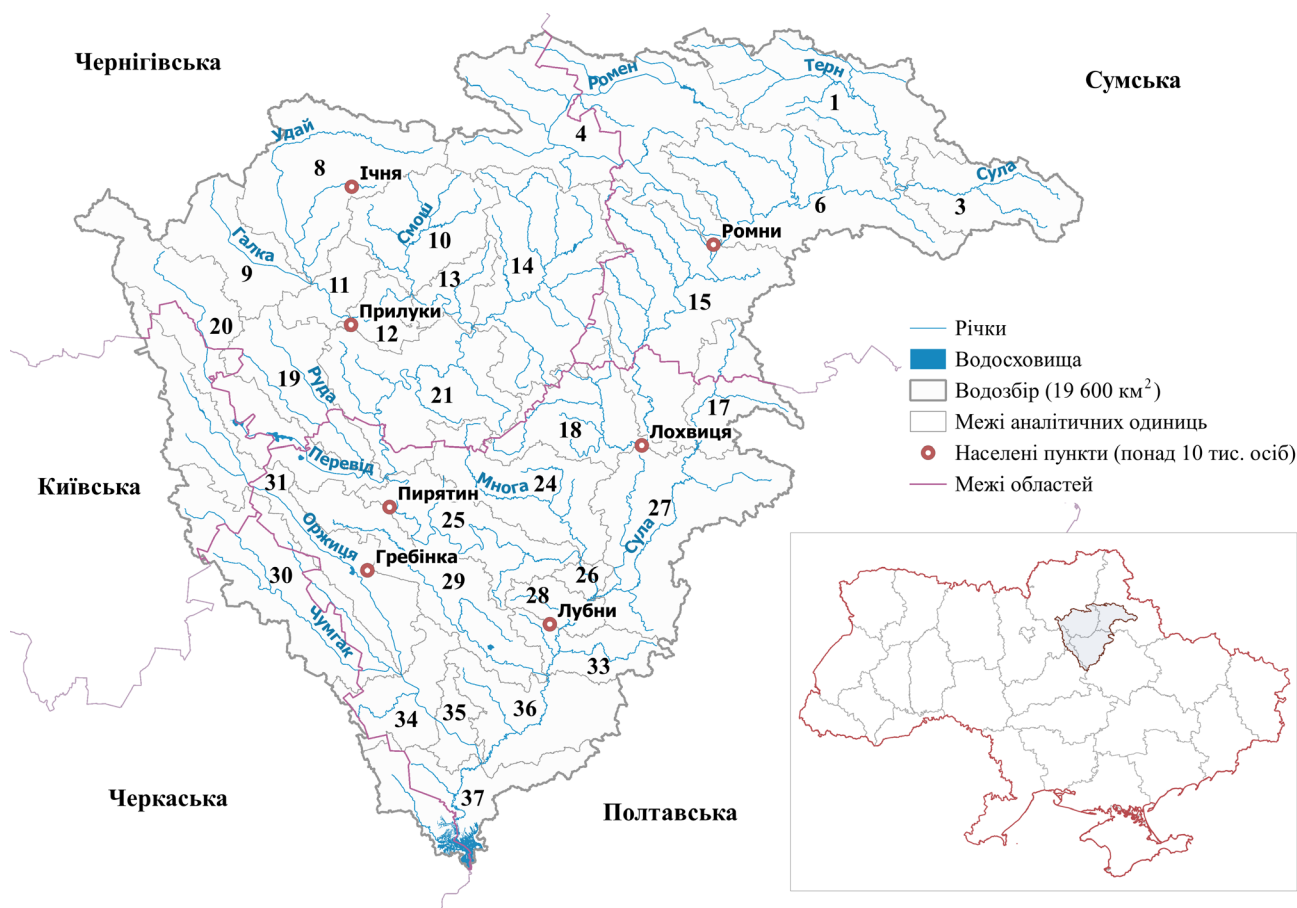 Чернігівська
Сумська
Ромен
Терн
1
4
Удай
8
Ічня
Сула
3
6
Смош
10
Ромни
Галка
9
11
13
14
15
Прилуки
12
20
19
Руда
21
17
18
Лохвиця
Річки
Водосховища
Водозбір (19 600 км²)
Межі аналітичних одиниць
Населені пункти (понад 10 тис. осіб)
Межі областей
Київська
Перевід
31
Пирятин
25
Многа
24
27
Сула
Оржиця
Гребінка
30
29
26
28
Лубни
Чумгак
33
34
35
36
37
Черкаська
Полтавська